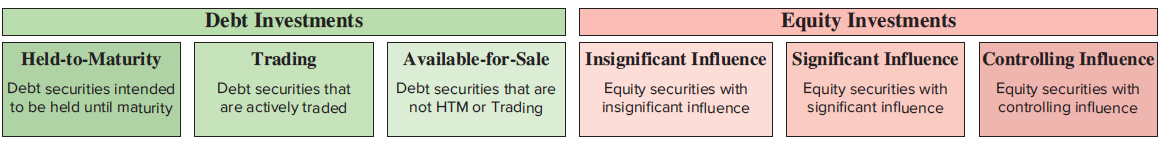 Debt Investments
Equity Investments
Held-to-Maturity
Debt securities intended
to be held until maturity
Trading
Debt securities that
are actively traded
Available-for-Sale
Debt securities that are
not HTM or Trading
Insignificant Influence
Equity securities with
insignificant influence
Significant Influence
Equity securities with
significant influence
Controlling Influence
Equity securities with
controlling influence